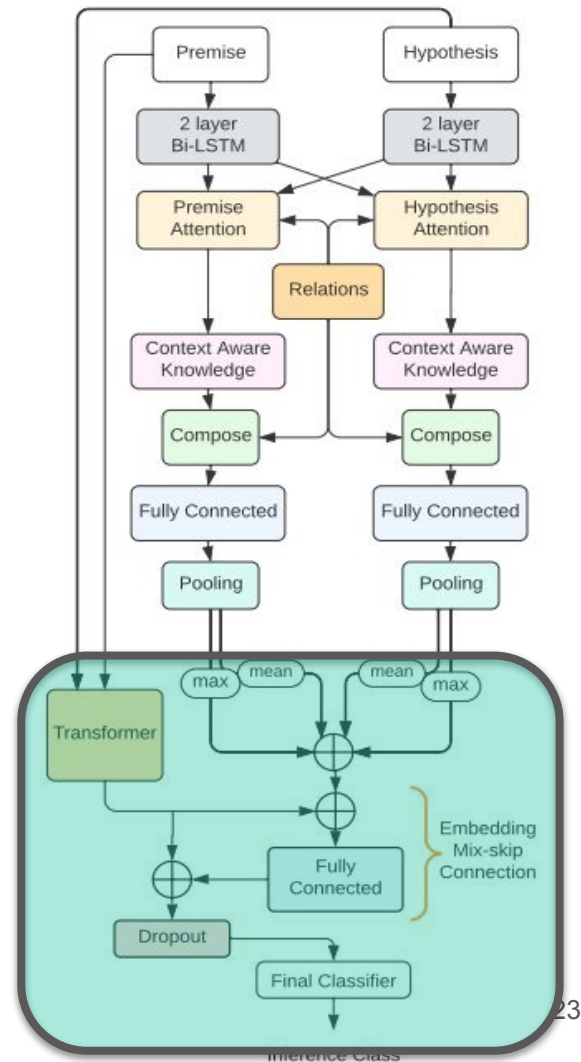 Premise
Hypothesis
2 layer
Bi-LSTM
2 layer
Bi-LSTM
Premise
Attention
Hypothesis
Attention
Relations
Context Aware
Knowledge
Context Aware
Knowledge
Compose
Compose
Fully Connected
Fully Connected
Pooling
Pooling
max
mean
mean
max
Transformer
Fully
Connected
Embedding
Mix-skip
Connection
Dropout
Final Classifier
23
Inference Class